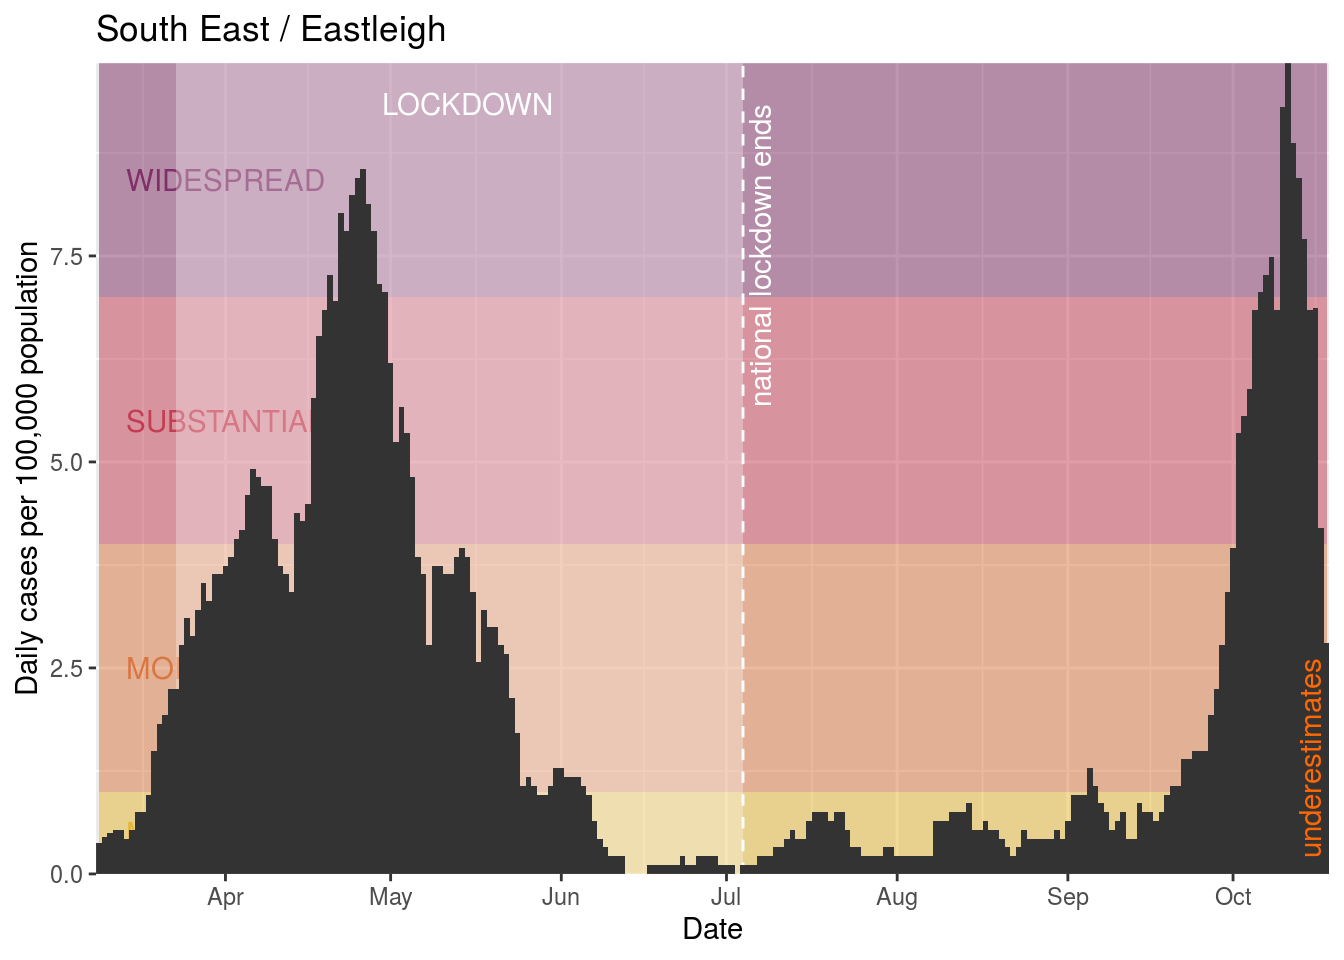 South East / Eastleigh
LOCKDOWN
WIDESPREAD
national lockdown ends
7.5
SUBSTANTIA
5.0
Daily cases per 100,000 population
MO
2.5
underestimates
0.0
Apr
May
Jun
Jul
Aug
Sep
Oct
Date